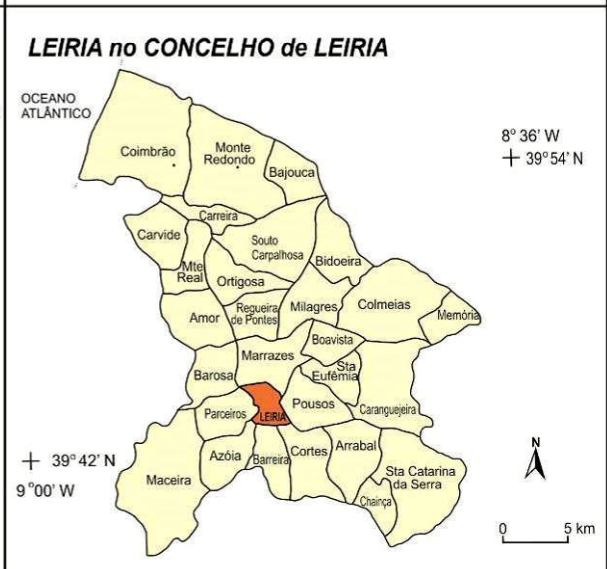 LEIRIA no CONCELHO de LEIRIA
OCEANO
ATLÂNTICO
8° 36' W
39° 54' N
Coimbrão
Monte
Redondo
Bajouca
Carreira
Carvide
Souto
Carpalhosa
Mte
Real
Bidoeira
Ortigosa
Amor
Regueira
de Pontes
Milagres
Colmeias
Memória
Boavista
Marrazes
Barosa
Sta
Eufêmia
Parceiros
LEIRIA
Pousos
Caranguejeira
39° 42' N
9°00' W
Maceira
Azóia
Barreira
Cortes
Arrabal
Sta Catarina
da Serra
Chainça
N
0 5 km